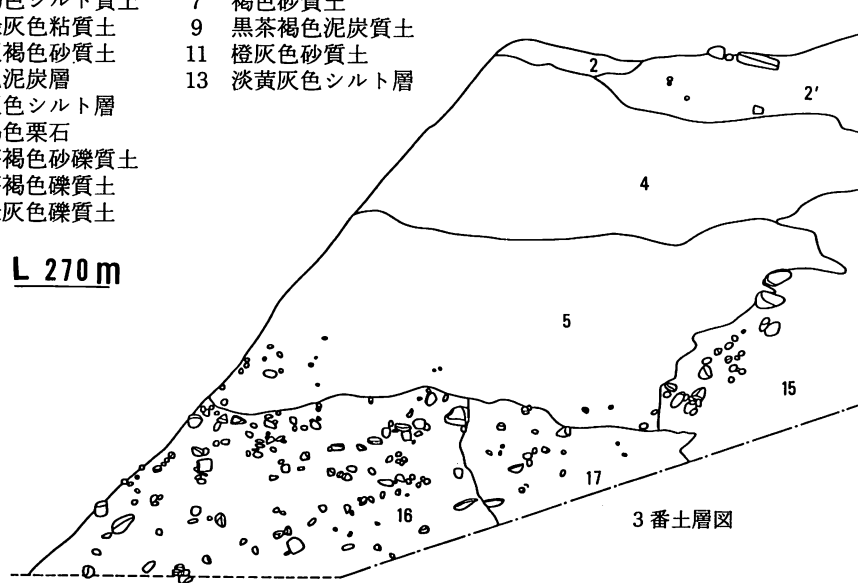 色シルト質土 7 褐色砂質土
灰色粘質土 9 黒茶褐色泥炭質土
褐色砂質土 11 橙灰色砂質土
泥炭層 13 淡黄灰色シルト層
色シルト層
色栗石
褐色砂礫質土
褐色礫質土
灰色礫質土
L 270m
2
2'
4
5
15
16
17
3番土層図